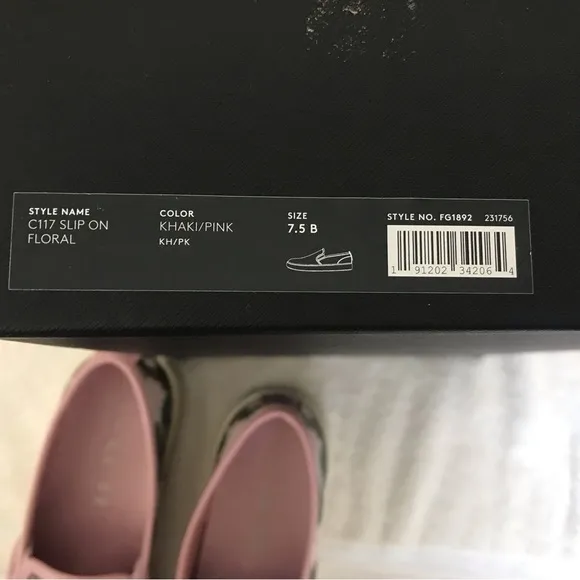 STYLE NAME
C117 SLIP ON
FLORAL
COLOR
KHAKI/PINK
KH/PK
SIZE
7.5 B
STYLE NO. FG1892 231756
1 91202 34206 4